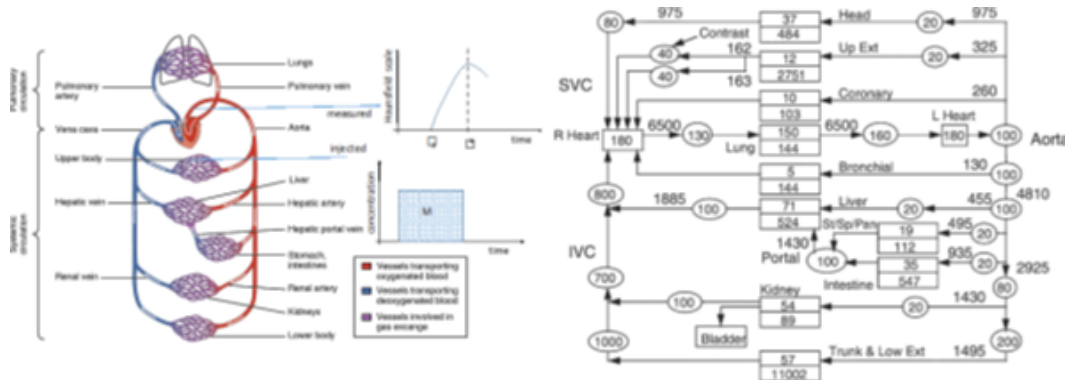 Pulmonary circulation
Systemic circulation
Lungs
Pulmonary artery
Pulmonary vein
Vena cava
Aorta
Upper body
Liver
Hepatic vein
Hepatic artery
Hepatic portal vein
Stomach, intestines
Renal vein
Renal artery
Kidneys
Lower body
measured
injected
Hounsfield scale
time
concentration
M
time
Vessels transporting oxygenated blood
Vessels transporting deoxygenated blood
Vessels involved in gas exchange
80
975
37
484
Head
20
975
Contrast
40
162
12
2751
Up Ext
20
325
40
163
SVC
10
103
Coronary
260
R Heart
180
6500
130
Lung
150
144
6500
160
L Heart
180
100
Aorta
5
144
Bronchial
130
100
4810
800
1885
100
Liver
71
524
20
455
100
St/Sp/Pan
19
112
495
20
1430
Portal
100
935
35
547
Intestine
20
2925
IVC
700
80
100
Kidney
54
89
20
1430
Bladder
1000
57
11002
Trunk & Low Ext
1495
200